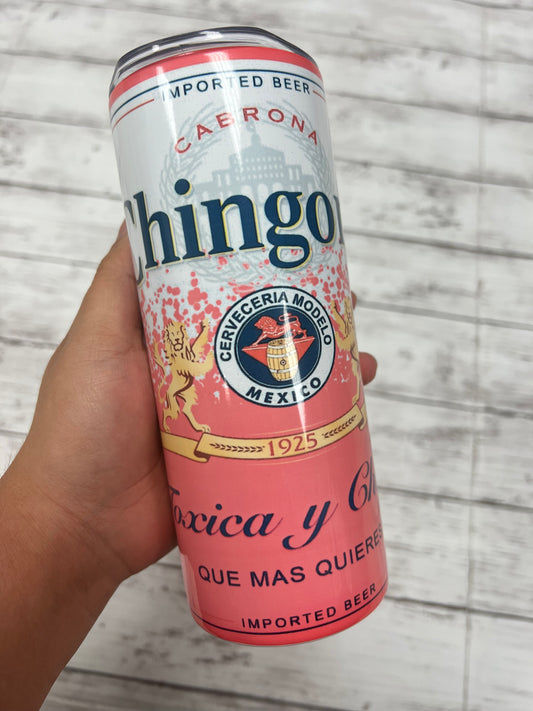 IMPORTED BEER
CABRONA
Chingo
CERVECERIA MODELO
MEXICO
1925
Toxica y
QUE MAS QUIERES
IMPORTED BEER